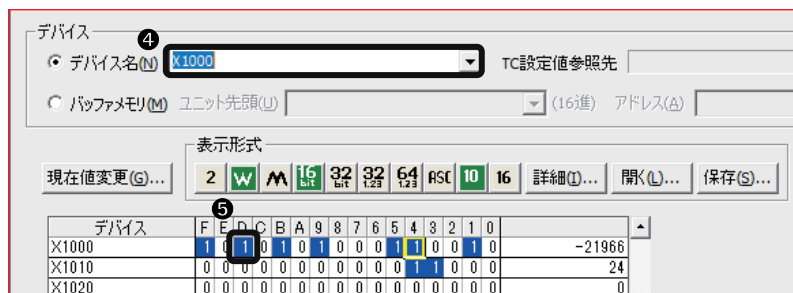 デバイス
❹
デバイス名(N) X1000 TC設定値参照先
バッファメモリ(M) ユニット先頭(U) (16進) アドレス(A)
表示形式
現在値変更(G)... 2 W M 16 bit 32 bit 32 1.23 64 1.23 ASC 10 16 詳細(I)... 開く(L)... 保存(S)...
❺
デバイス F E D C B A 9 8 7 6 5 4 3 2 1 0
X1000 1 0 1 0 1 0 1 0 0 0 1 1 0 0 1 0 -21966
X1010 0 0 0 0 0 0 0 0 0 0 0 1 1 0 0 0 24
X1020 0 0 0 0 0 0 0 0 0 0 0 0 0 0 0 0 0